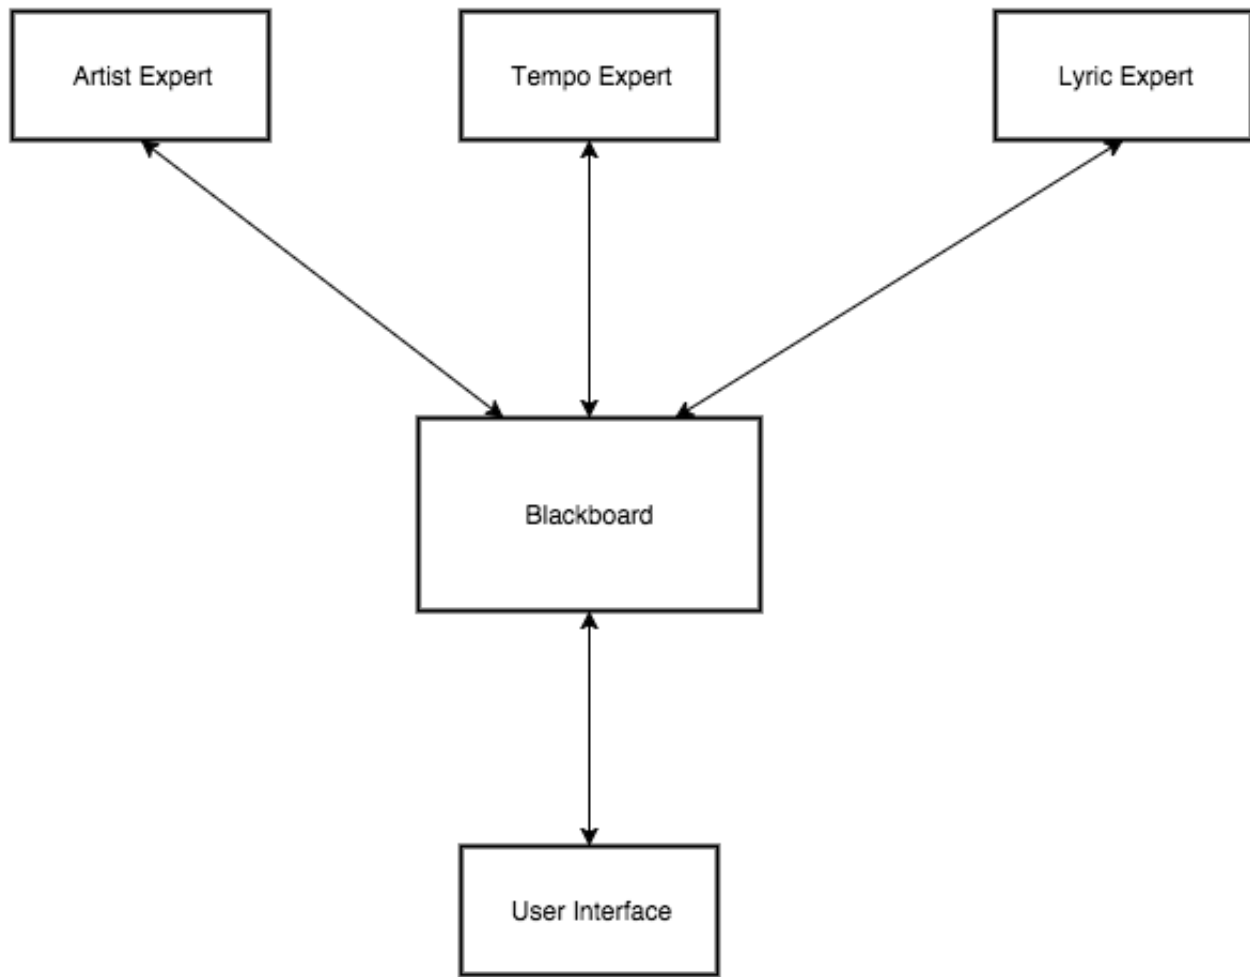 Artist Expert
Tempo Expert
Lyric Expert
Blackboard
User Interface